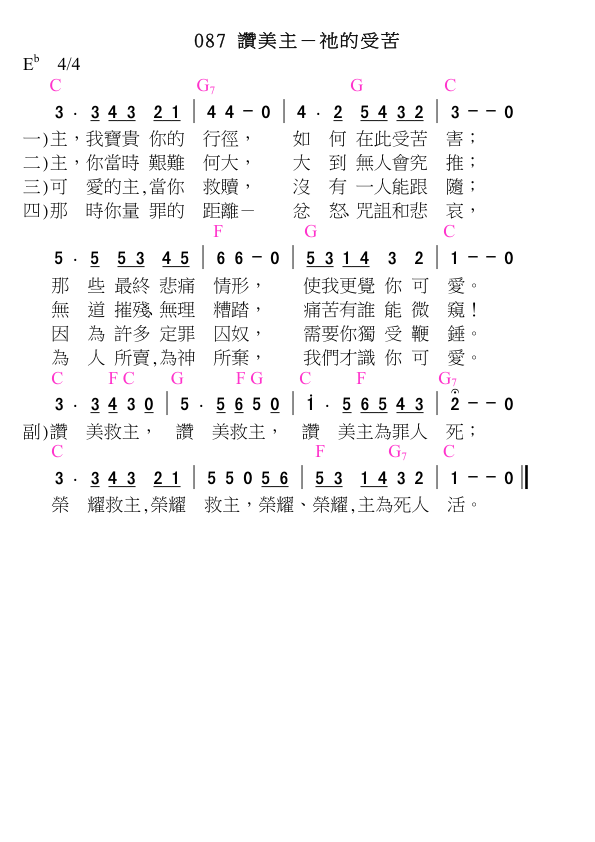 087 讚美主－祂的受苦
E♭ 4/4
C G7 G C
3 · 3 4 3 2 1 | 4 4 － 0 | 4 · 2 5 4 3 2 | 3 － － 0
一)主，我寶貴 你的 行徑， 如 何 在此受苦 害；
二)主，你當時 艱難 何大， 大 到 無人會究 推；
三)可 愛的主,當你 救贖， 沒 有 一人能跟 隨；
四)那 時你量 罪的 距離－ 忿 怒、咒詛和悲 哀，
F G C
5 · 5 5 3 4 5 | 6 6 － 0 | 5 3 1 4 3 2 | 1 － － 0
那 些 最終 悲痛 情形， 使我更覺 你 可 愛。
無 道 摧殘、無理 糟踏， 痛苦有誰 能 微 窺！
因 為 許多 定罪 囚奴， 需要你獨 受 鞭 錘。
為 人 所賣,為神 所棄， 我們才識 你 可 愛。
C F C G F G C F G7
3 · 3 4 3 0 | 5 · 5 6 5 0 | i · 5 6 5 4 3 | 2 － － 0
副)讚 美救主， 讚 美救主， 讚 美主為罪人 死；
C F G7 C
3 · 3 4 3 2 1 | 5 5 0 5 6 | 5 3 1 4 3 2 | 1 － － 0 ‖
榮 耀救主,榮耀 救主，榮耀、榮耀,主為死人 活。